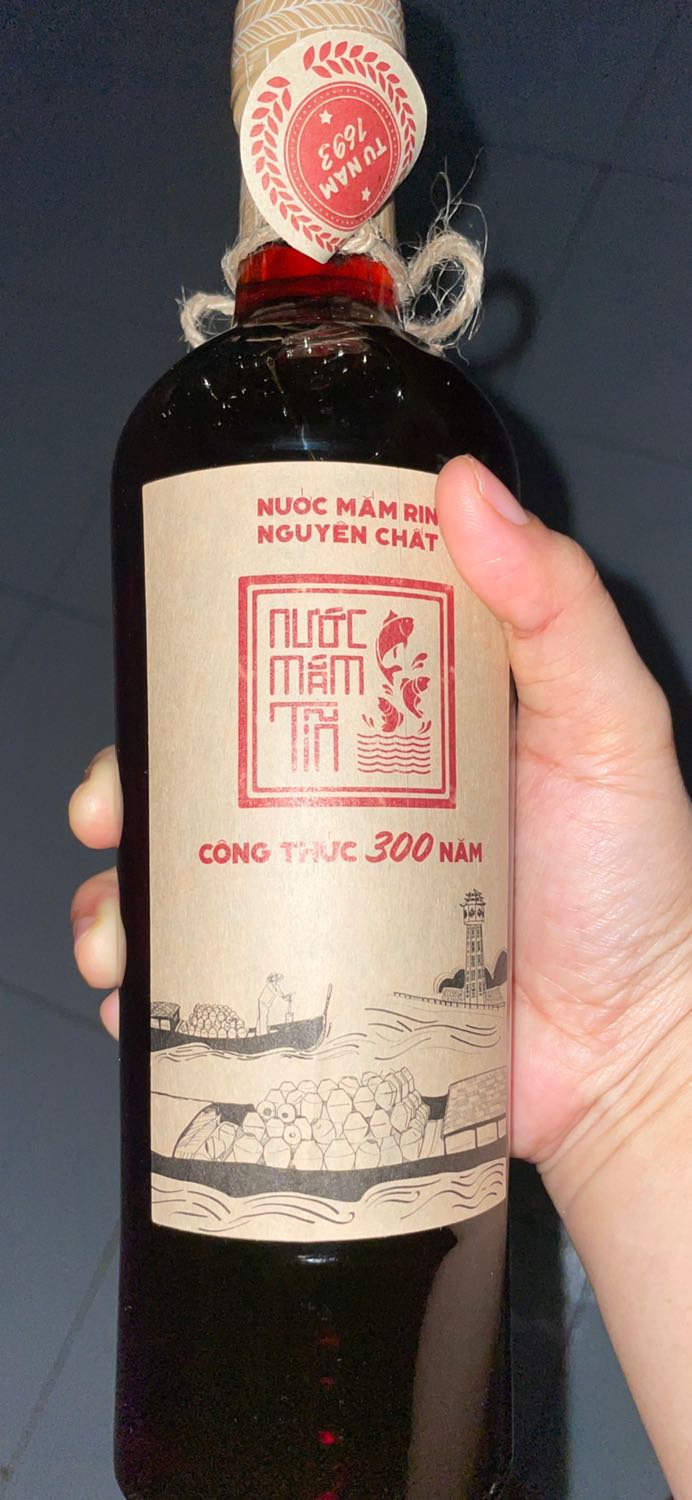 TỪ NĂM
1693
NƯỚC MẮM RIN
NGUYÊN CHẤT
NƯỚC
MẮM
TĨN
CÔNG THỨC 300 NĂM